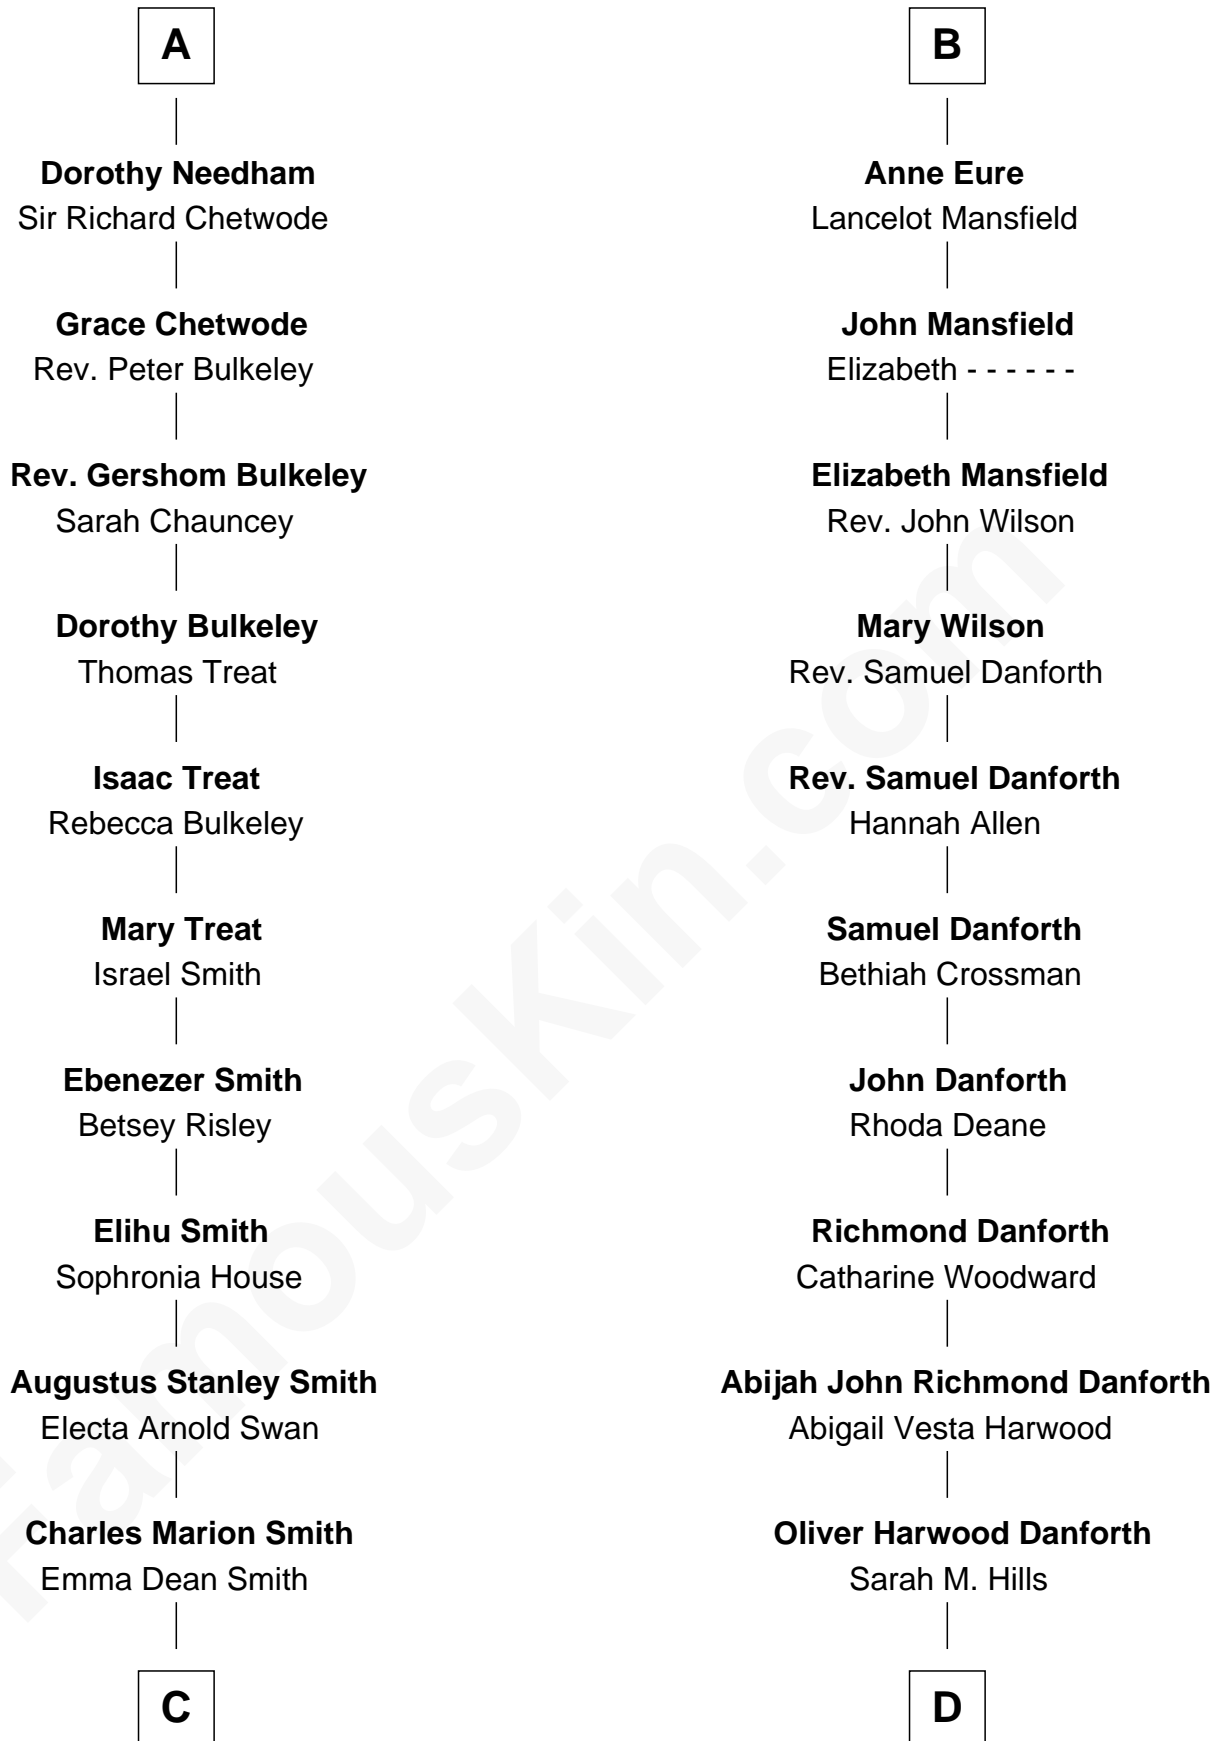 A
Dorothy Needham
Sir Richard Chetwode
Grace Chetwode
Rev. Peter Bulkeley
Rev. Gershom Bulkeley
Sarah Chauncey
Dorothy Bulkeley
Thomas Treat
Isaac Treat
Rebecca Bulkeley
Mary Treat
Israel Smith
Ebenezer Smith
Betsey Risley
Elihu Smith
Sophronia House
Augustus Stanley Smith
Electa Arnold Swan
Charles Marion Smith
Emma Dean Smith
C
B
Anne Eure
Lancelot Mansfield
John Mansfield
Elizabeth - - - - - -
Elizabeth Mansfield
Rev. John Wilson
Mary Wilson
Rev. Samuel Danforth
Rev. Samuel Danforth
Hannah Allen
Samuel Danforth
Bethiah Crossman
John Danforth
Rhoda Deane
Richmond Danforth
Catharine Woodward
Abijah John Richmond Danforth
Abigail Vesta Harwood
Oliver Harwood Danforth
Sarah M. Hills
D
FamousKin.com